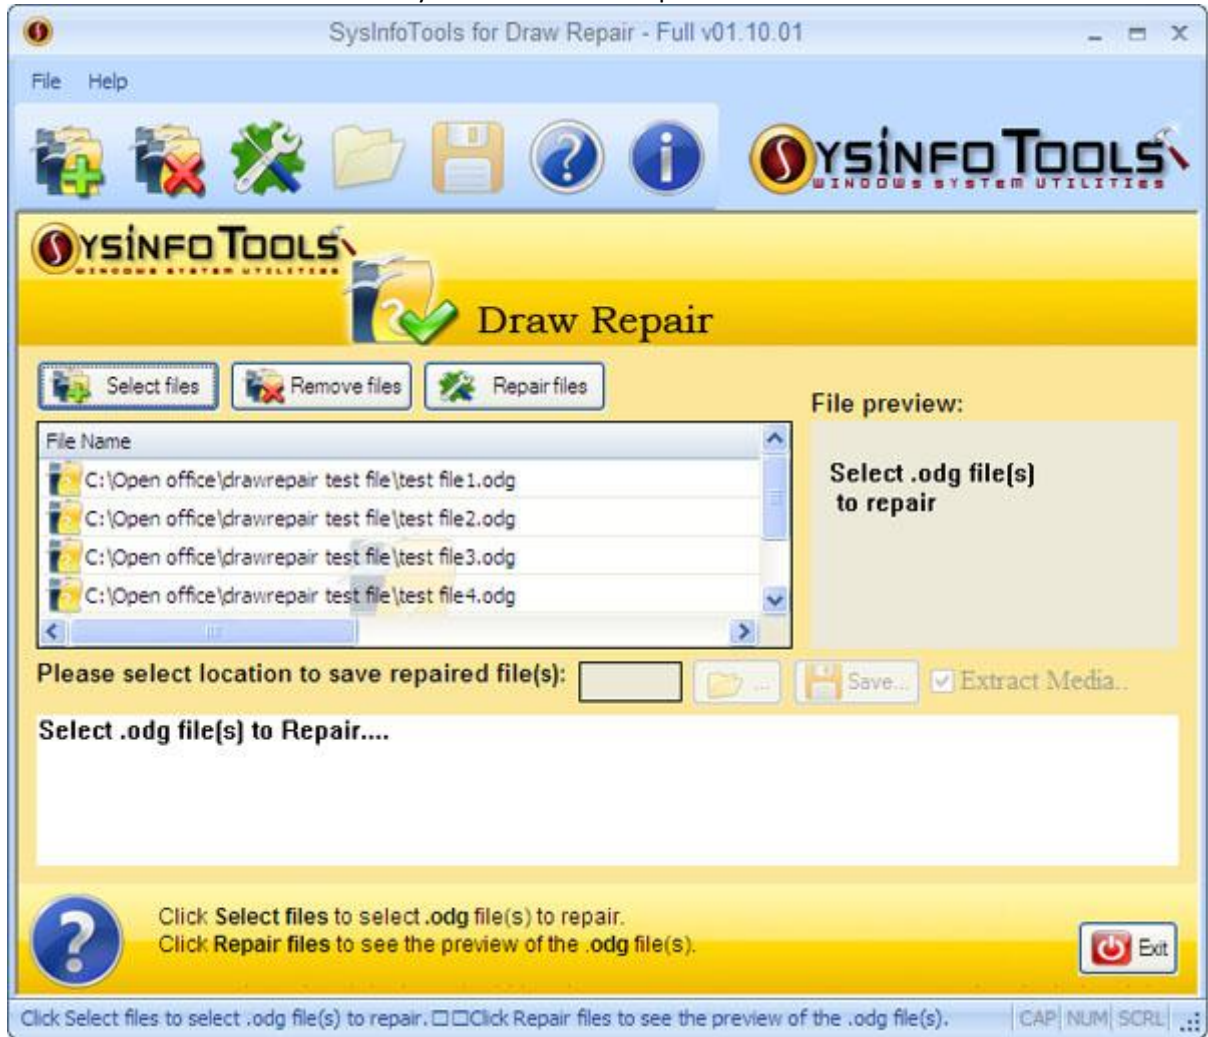 SysInfoTools for Draw Repair - Full v01.10.01
File Help
SYSINFO TOOLS
WINDOWS SYSTEM UTILITIES
SYSINFO TOOLS
WINDOWS SYSTEM UTILITIES
Draw Repair
Select files Remove files Repair files
File preview:
File Name
C:\Open office\drawrepair test file\test file1.odg
C:\Open office\drawrepair test file\test file2.odg
C:\Open office\drawrepair test file\test file3.odg
C:\Open office\drawrepair test file\test file4.odg
Select .odg file(s)
to repair
Please select location to save repaired file(s): ... Save... Extract Media..
Select .odg file(s) to Repair....
Click Select files to select .odg file(s) to repair.
Click Repair files to see the preview of the .odg file(s).
Exit
Click Select files to select .odg file(s) to repair.□□Click Repair files to see the preview of the .odg file(s). CAP NUM SCRL